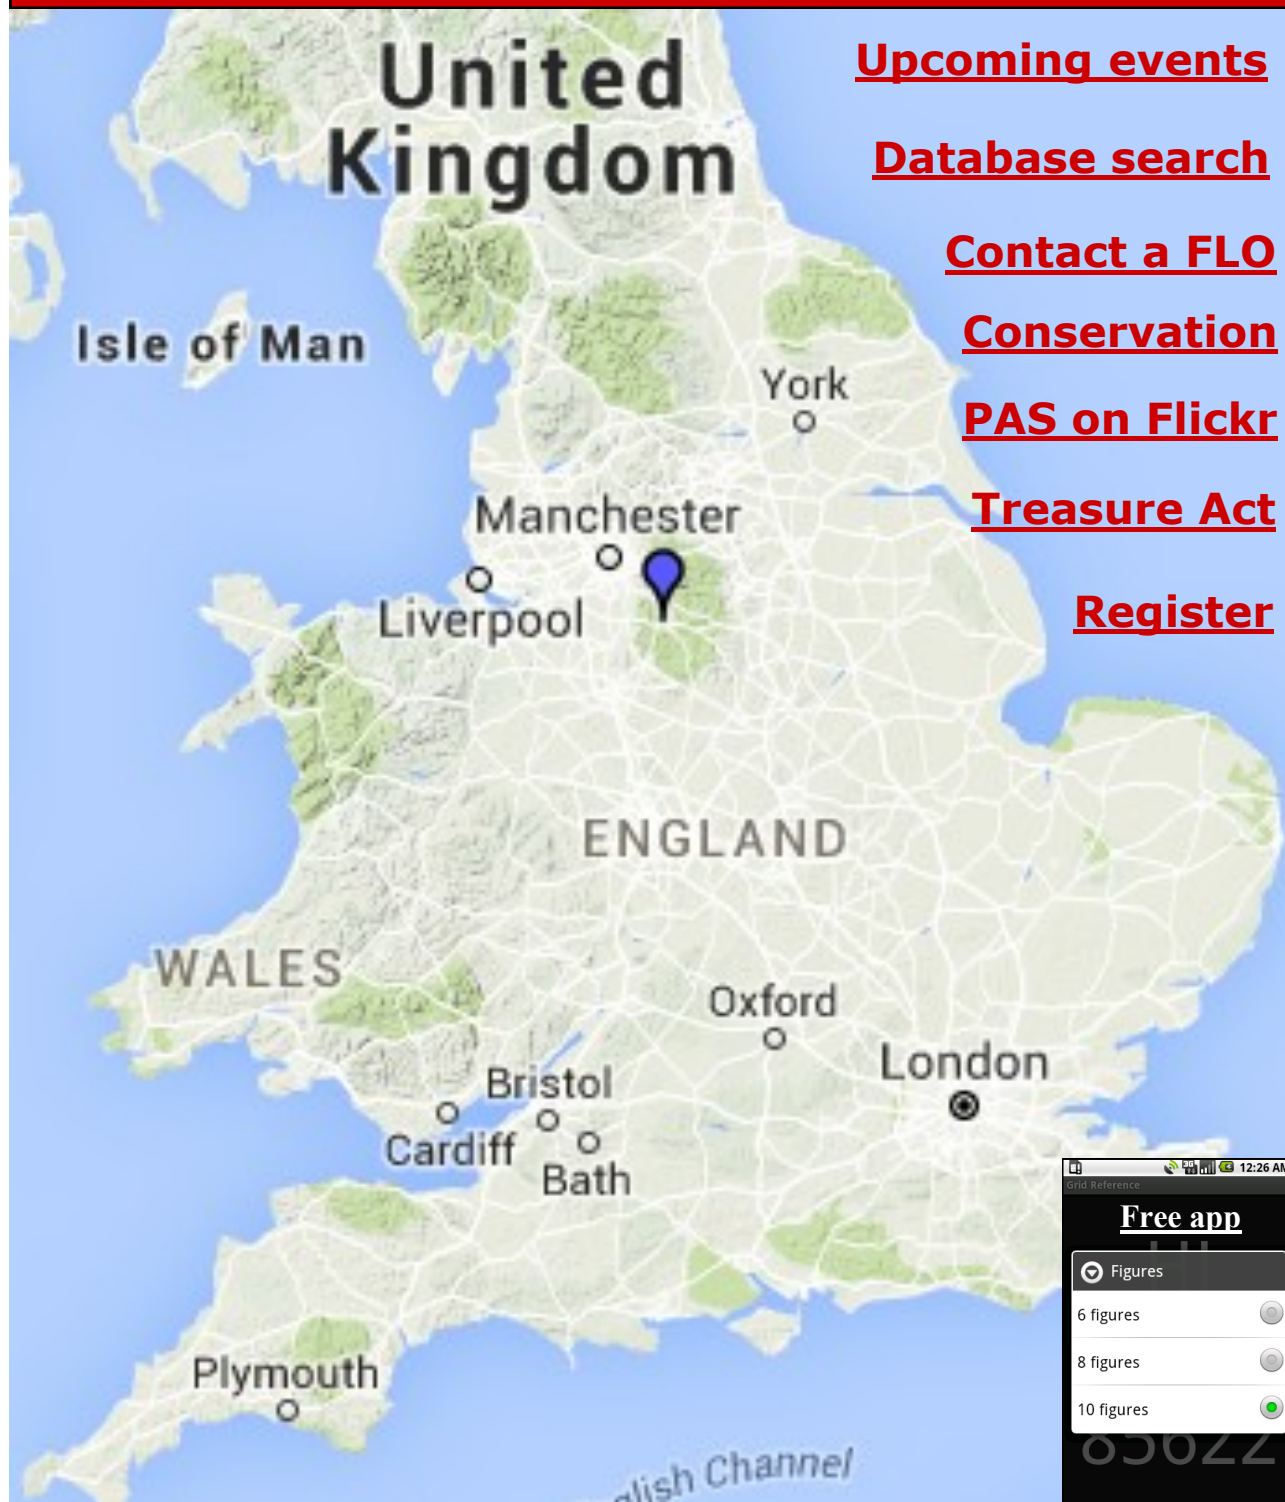 United
Kingdom
Upcoming events
Database search
Contact a FLO
Isle of Man
Conservation
York
PAS on Flickr
Manchester
Treasure Act
Liverpool
Register
ENGLAND
WALES
Oxford
London
Bristol
Cardiff
Bath
12:26 AM
Grid Reference
Free app
Figures
6 figures
8 figures
10 figures
85622
Plymouth
glish Channel